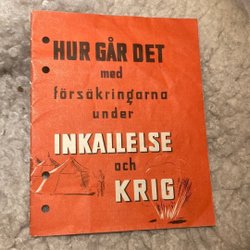 HUR GÅR DET
med
försäkringarna
under
INKALLELSE
och
KRIG